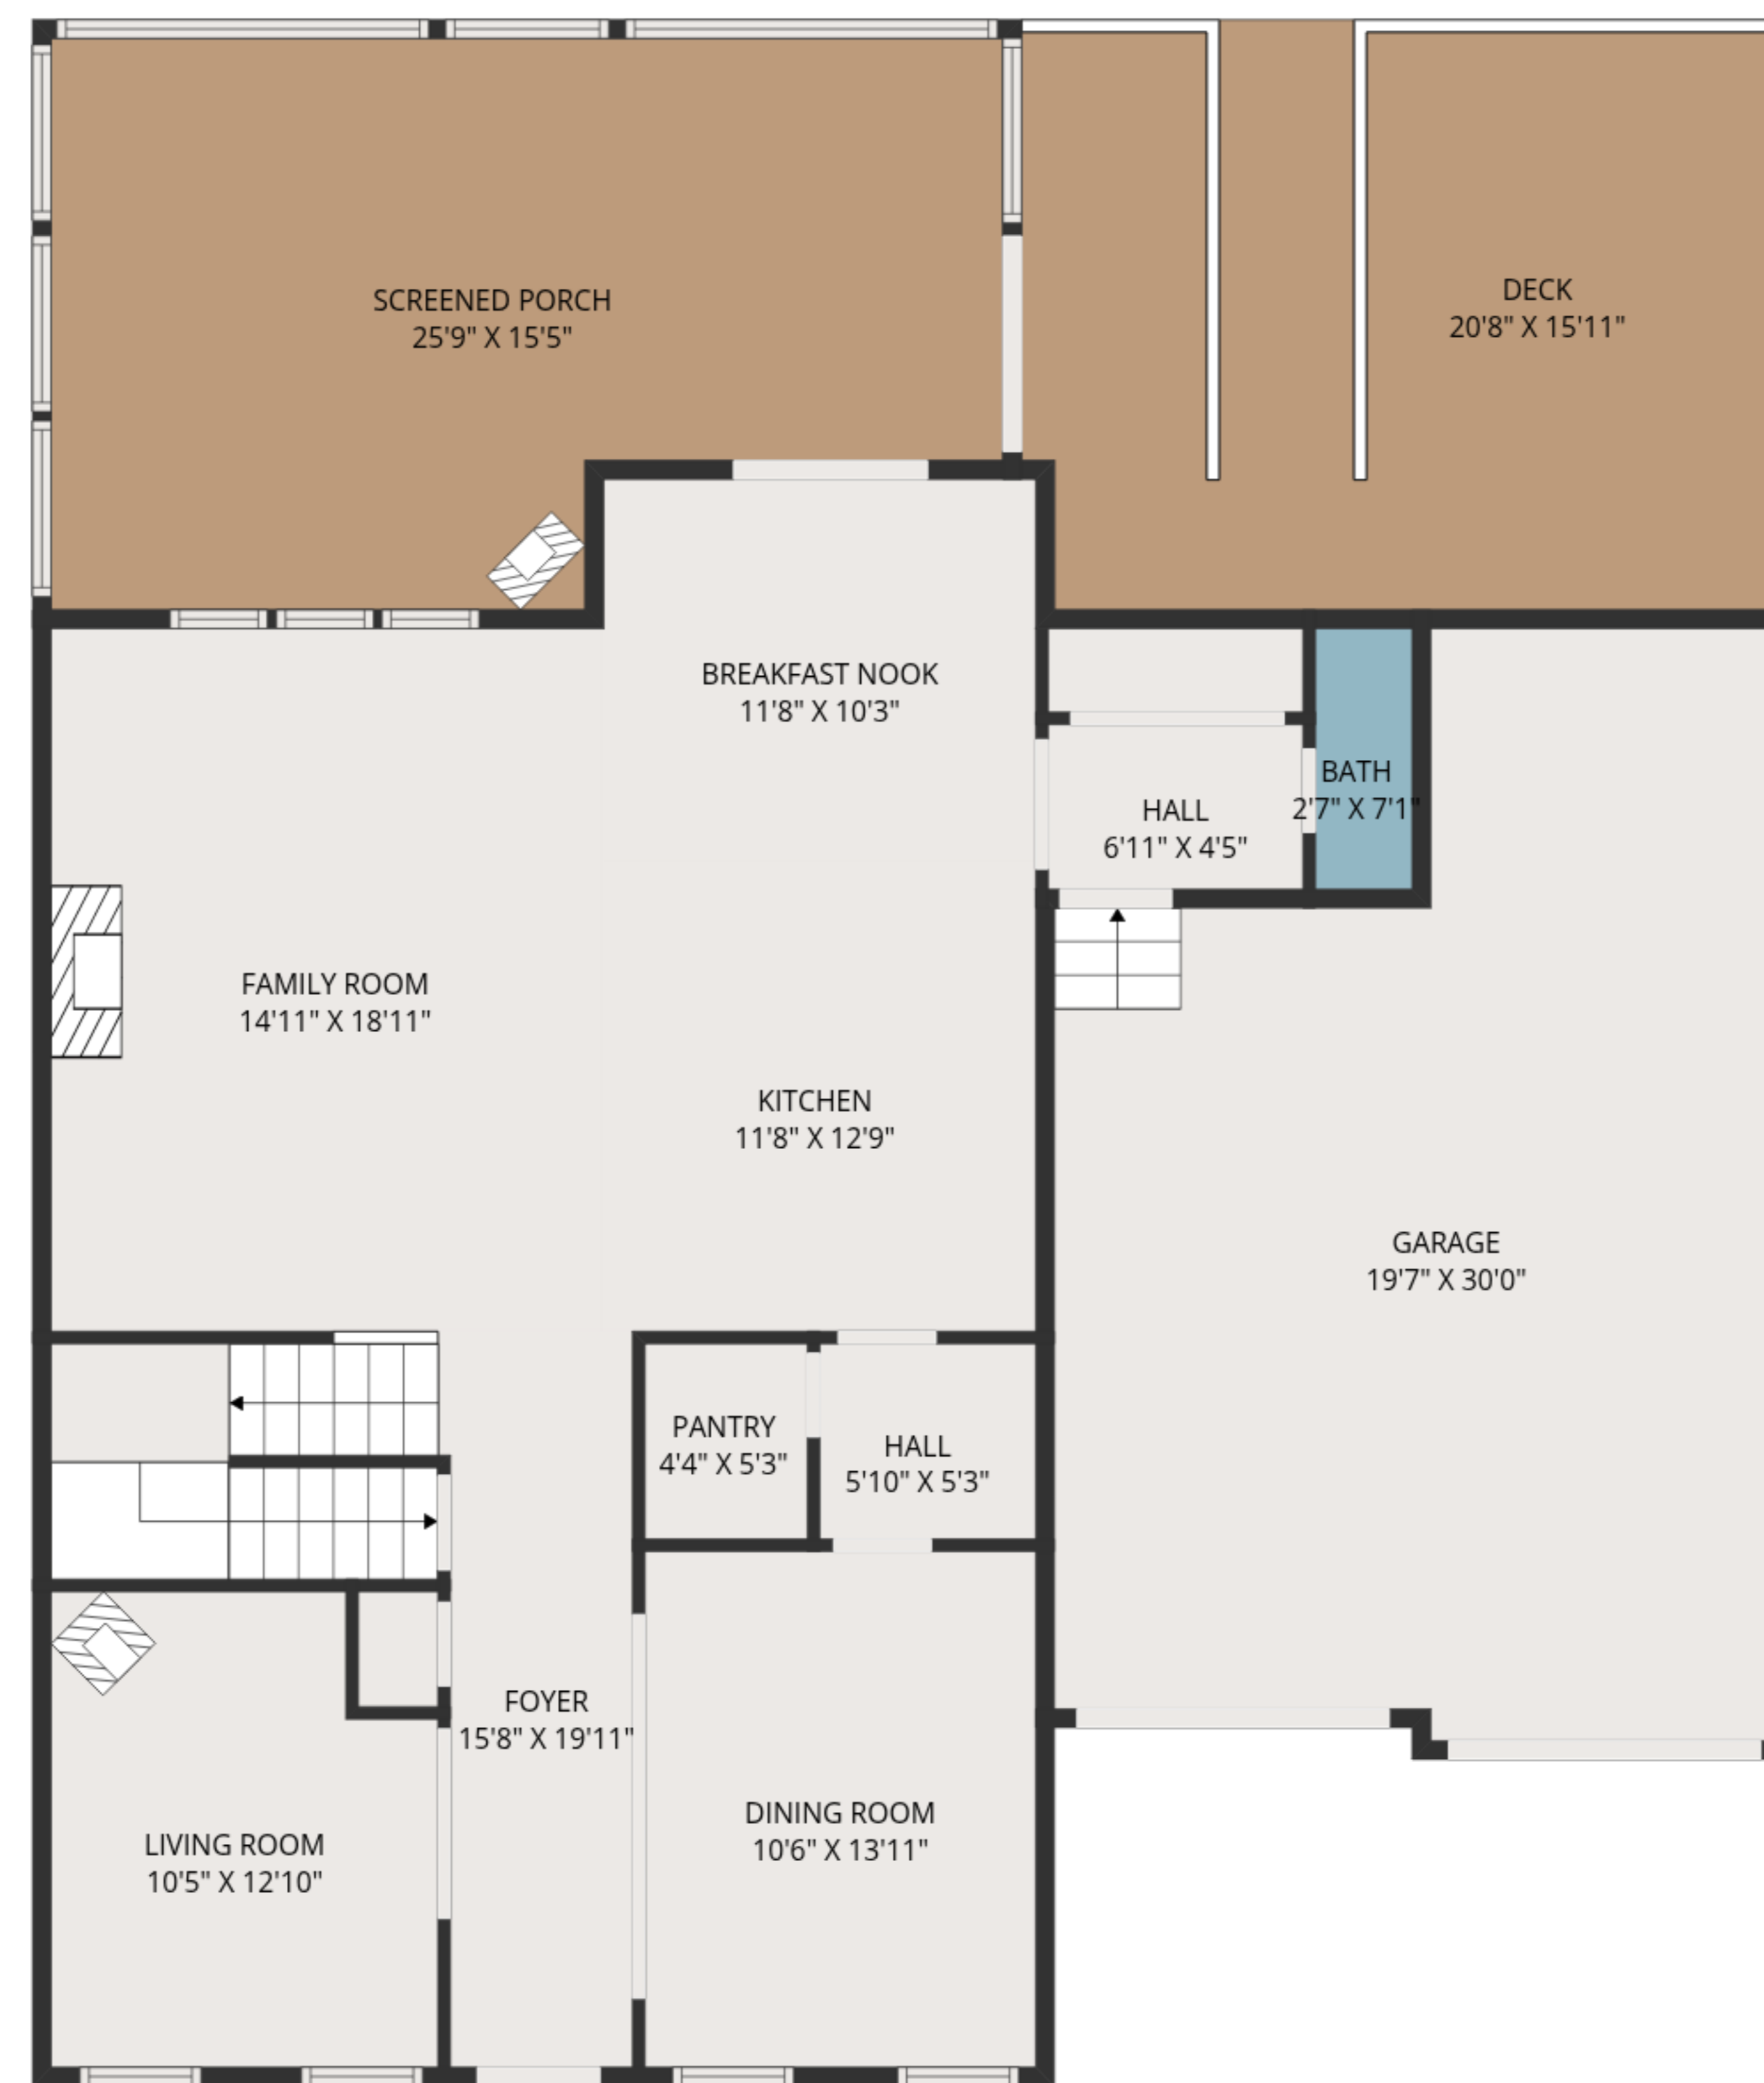 SCREENED PORCH
25'9" X 15'5"
DECK
20'8" X 15'11"
BREAKFAST NOOK
11'8" X 10'3"
BATH
2'7" X 7'1"
HALL
6'11" X 4'5"
FAMILY ROOM
14'11" X 18'11"
KITCHEN
11'8" X 12'9"
GARAGE
19'7" X 30'0"
PANTRY
4'4" X 5'3"
HALL
5'10" X 5'3"
FOYER
15'8" X 19'11"
DINING ROOM
10'6" X 13'11"
LIVING ROOM
10'5" X 12'10"